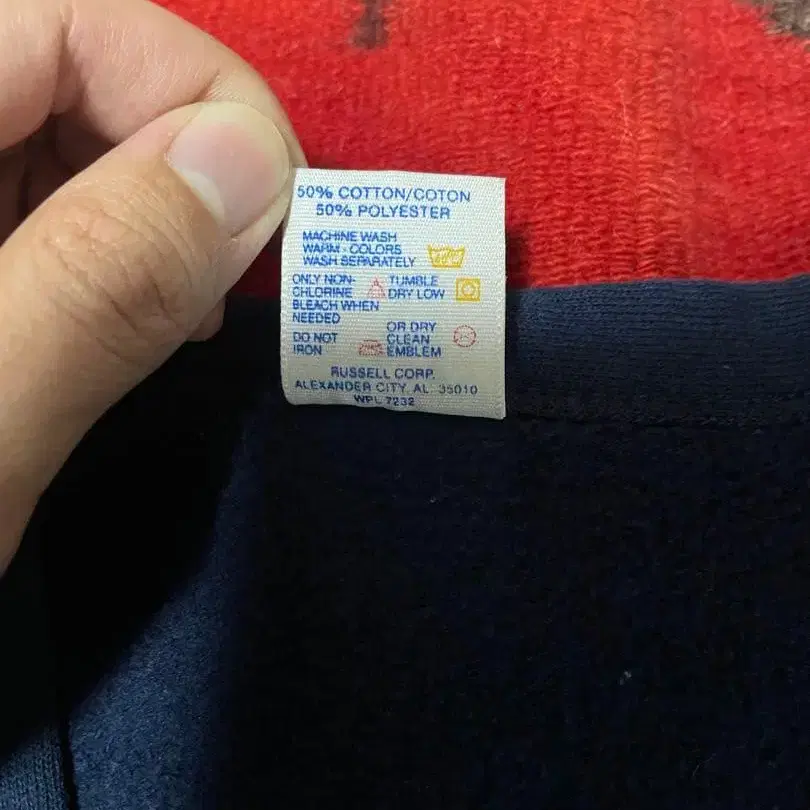 50% COTTON/COTON
50% POLYESTER
MACHINE WASH
WARM - COLORS
WASH SEPARATELY
ONLY NON-
CHLORINE
BLEACH WHEN
NEEDED
TUMBLE
DRY LOW
DO NOT
IRON
OR DRY
CLEAN
EMBLEM
RUSSELL CORP.
ALEXANDER CITY, AL. 35010
WPL 7232